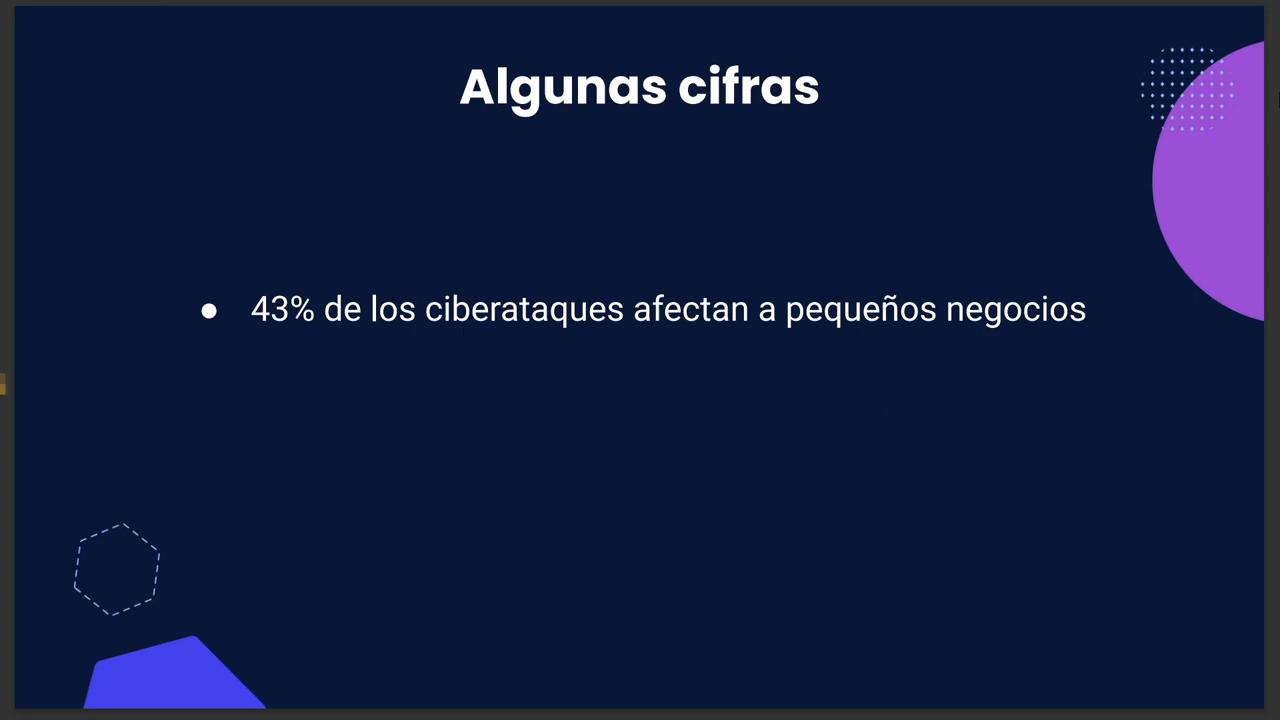 Algunas cifras
● 43% de los ciberataques afectan a pequeños negocios